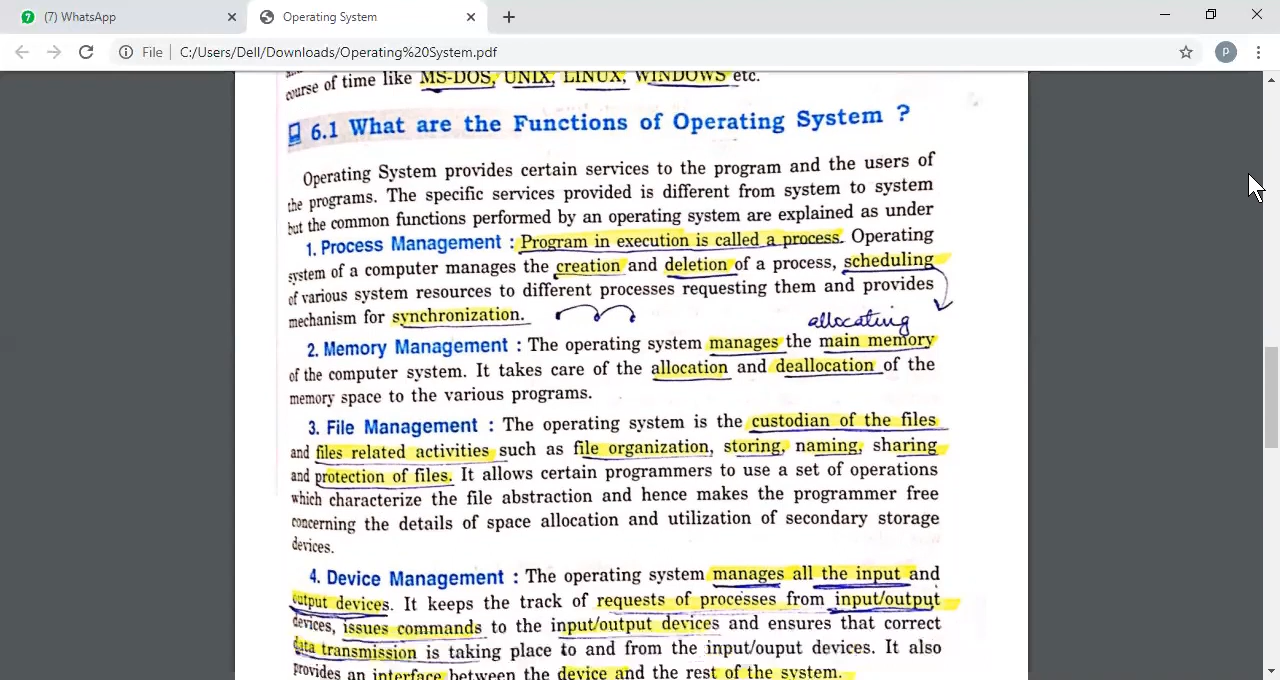 (7) WhatsApp
Operating System
File C:/Users/Dell/Downloads/Operating%20System.pdf
P
course of time like MS-DOS, UNIX, LINUX, WINDOWS etc.
6.1 What are the Functions of Operating System ?
Operating System provides certain services to the program and the users of
the programs. The specific services provided is different from system to system
but the common functions performed by an operating system are explained as under
1. Process Management : Program in execution is called a process. Operating
system of a computer manages the creation and deletion of a process, scheduling
of various system resources to different processes requesting them and provides
mechanism for synchronization.
allocating
2. Memory Management : The operating system manages the main memory
of the computer system. It takes care of the allocation and deallocation of the
memory space to the various programs.
3. File Management : The operating system is the custodian of the files
and files related activities such as file organization, storing, naming, sharing
and protection of files. It allows certain programmers to use a set of operations
which characterize the file abstraction and hence makes the programmer free
concerning the details of space allocation and utilization of secondary storage
devices.
4. Device Management : The operating system manages all the input and
output devices. It keeps the track of requests of processes from input/output
devices, issues commands to the input/output devices and ensures that correct
data transmission is taking place to and from the input/ouput devices. It also
provides an interface between the device and the rest of the system.